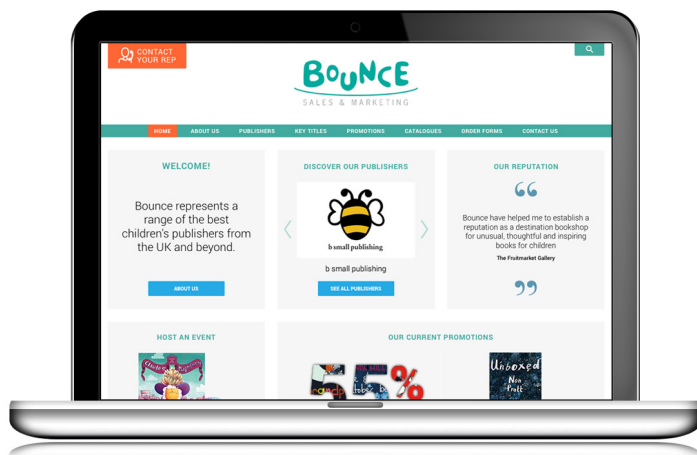 CONTACT
YOUR REP
BOUNCE
SALES & MARKETING
HOME ABOUT US PUBLISHERS KEY TITLES PROMOTIONS CATALOGUES ORDER FORMS CONTACT US
WELCOME!
Bounce represents a
range of the best
children's publishers from
the UK and beyond.
ABOUT US
DISCOVER OUR PUBLISHERS
b small publishing
b small publishing
SEE ALL PUBLISHERS
OUR REPUTATION
“
Bounce have helped me to establish a
reputation as a destination bookshop
for unusual, thoughtful and inspiring
books for children
The Fruitmarket Gallery
”
HOST AN EVENT
OUR CURRENT PROMOTIONS
55%
Unboxed
Non
Pratt